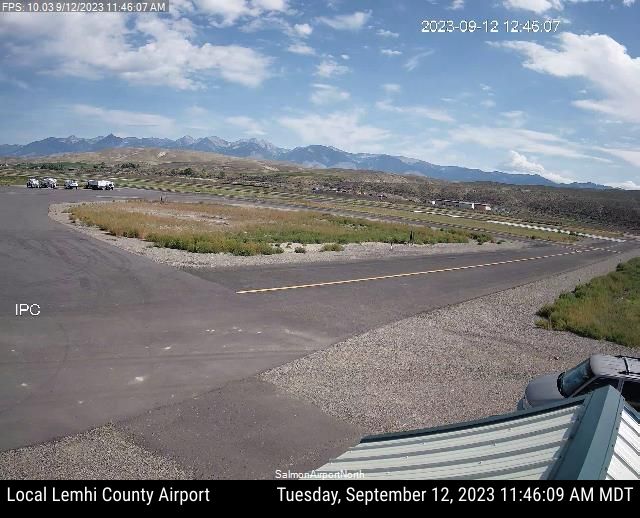 FPS: 10.03 9/12/2023 11:46:07 AM
2023-09-12 12:45:07
IPC
SalmonAirportNorth
Local Lemhi County Airport Tuesday, September 12, 2023 11:46:09 AM MDT